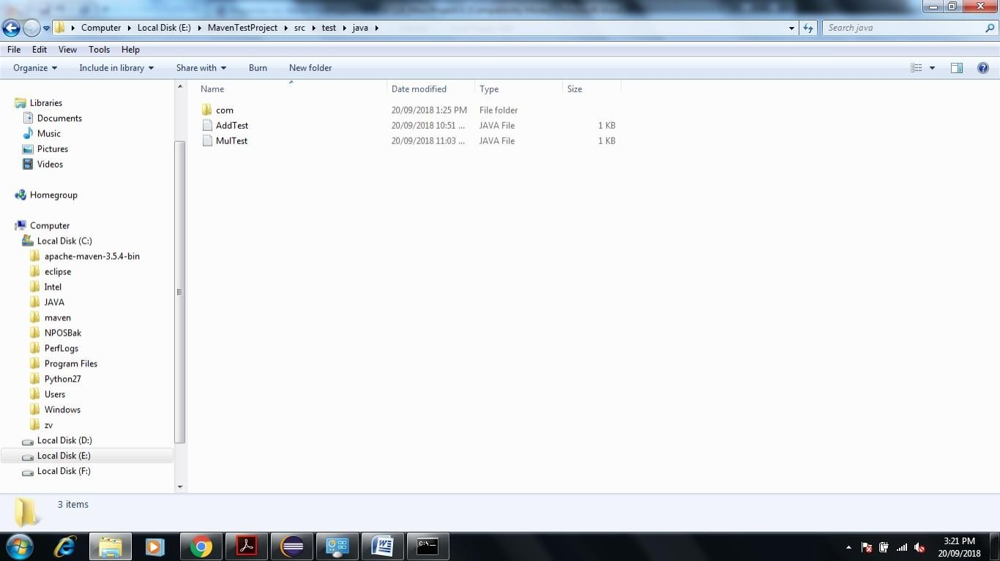 Computer Local Disk (E:) MavenTestProject src test java
Search java
File Edit View Tools Help
Organize Include in library Share with Burn New folder
Name Date modified Type Size
com 20/09/2018 1:25 PM File folder
AddTest 20/09/2018 10:51 ... JAVA File 1 KB
MulTest 20/09/2018 11:03 ... JAVA File 1 KB
Libraries
Documents
Music
Pictures
Videos
Homegroup
Computer
Local Disk (C:)
apache-maven-3.5.4-bin
eclipse
Intel
JAVA
maven
NPOSBak
PerfLogs
Program Files
Python27
Users
Windows
zv
Local Disk (D:)
Local Disk (E:)
Local Disk (F:)
3 items
3:21 PM
20/09/2018